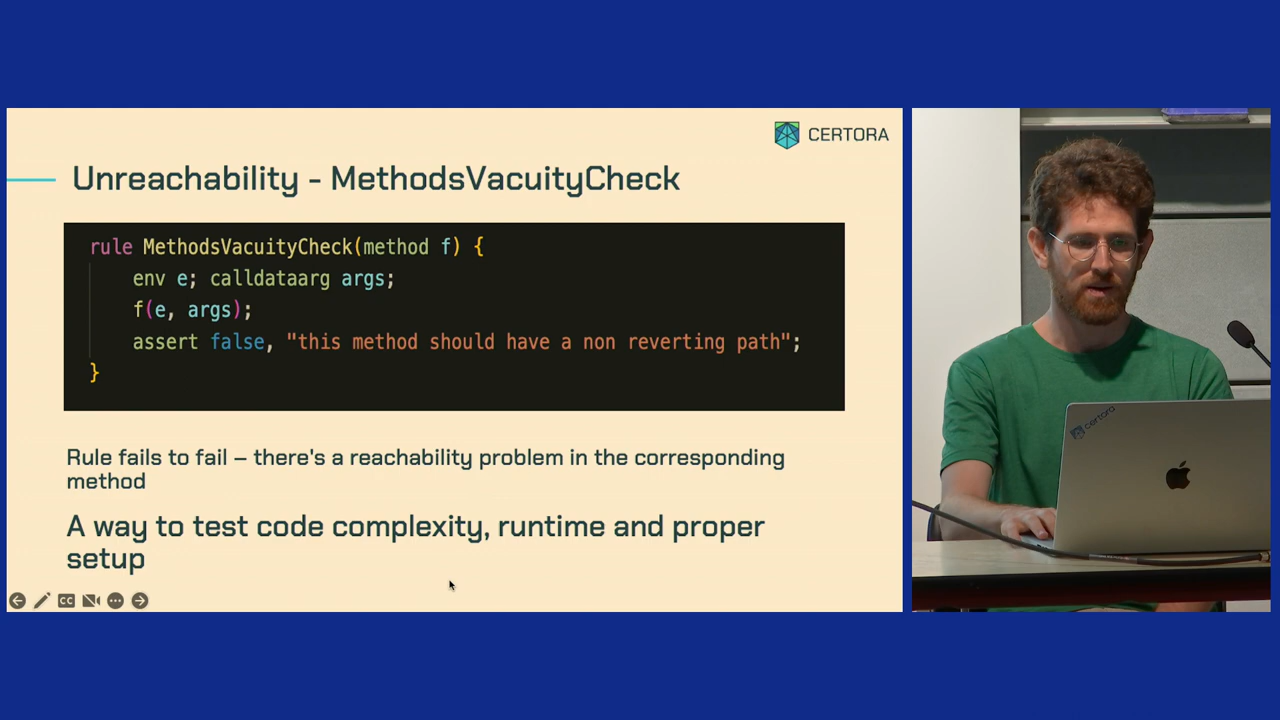 CERTORA
Unreachability - MethodsVacuityCheck
rule MethodsVacuityCheck(method f) {
env e; calldataarg args;
f(e, args);
assert false, "this method should have a non reverting path";
}
Rule fails to fail – there's a reachability problem in the corresponding
method
A way to test code complexity, runtime and proper
setup
CC
certora